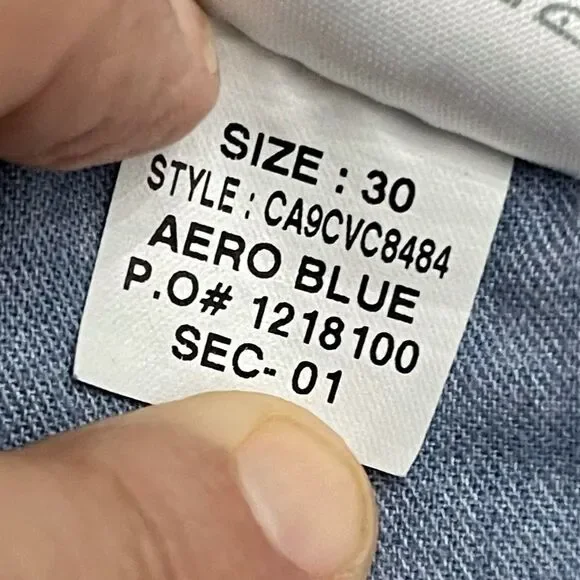 SIZE : 30
STYLE : CA9CVC8484
AERO BLUE
P.O# 1218100
SEC- 01